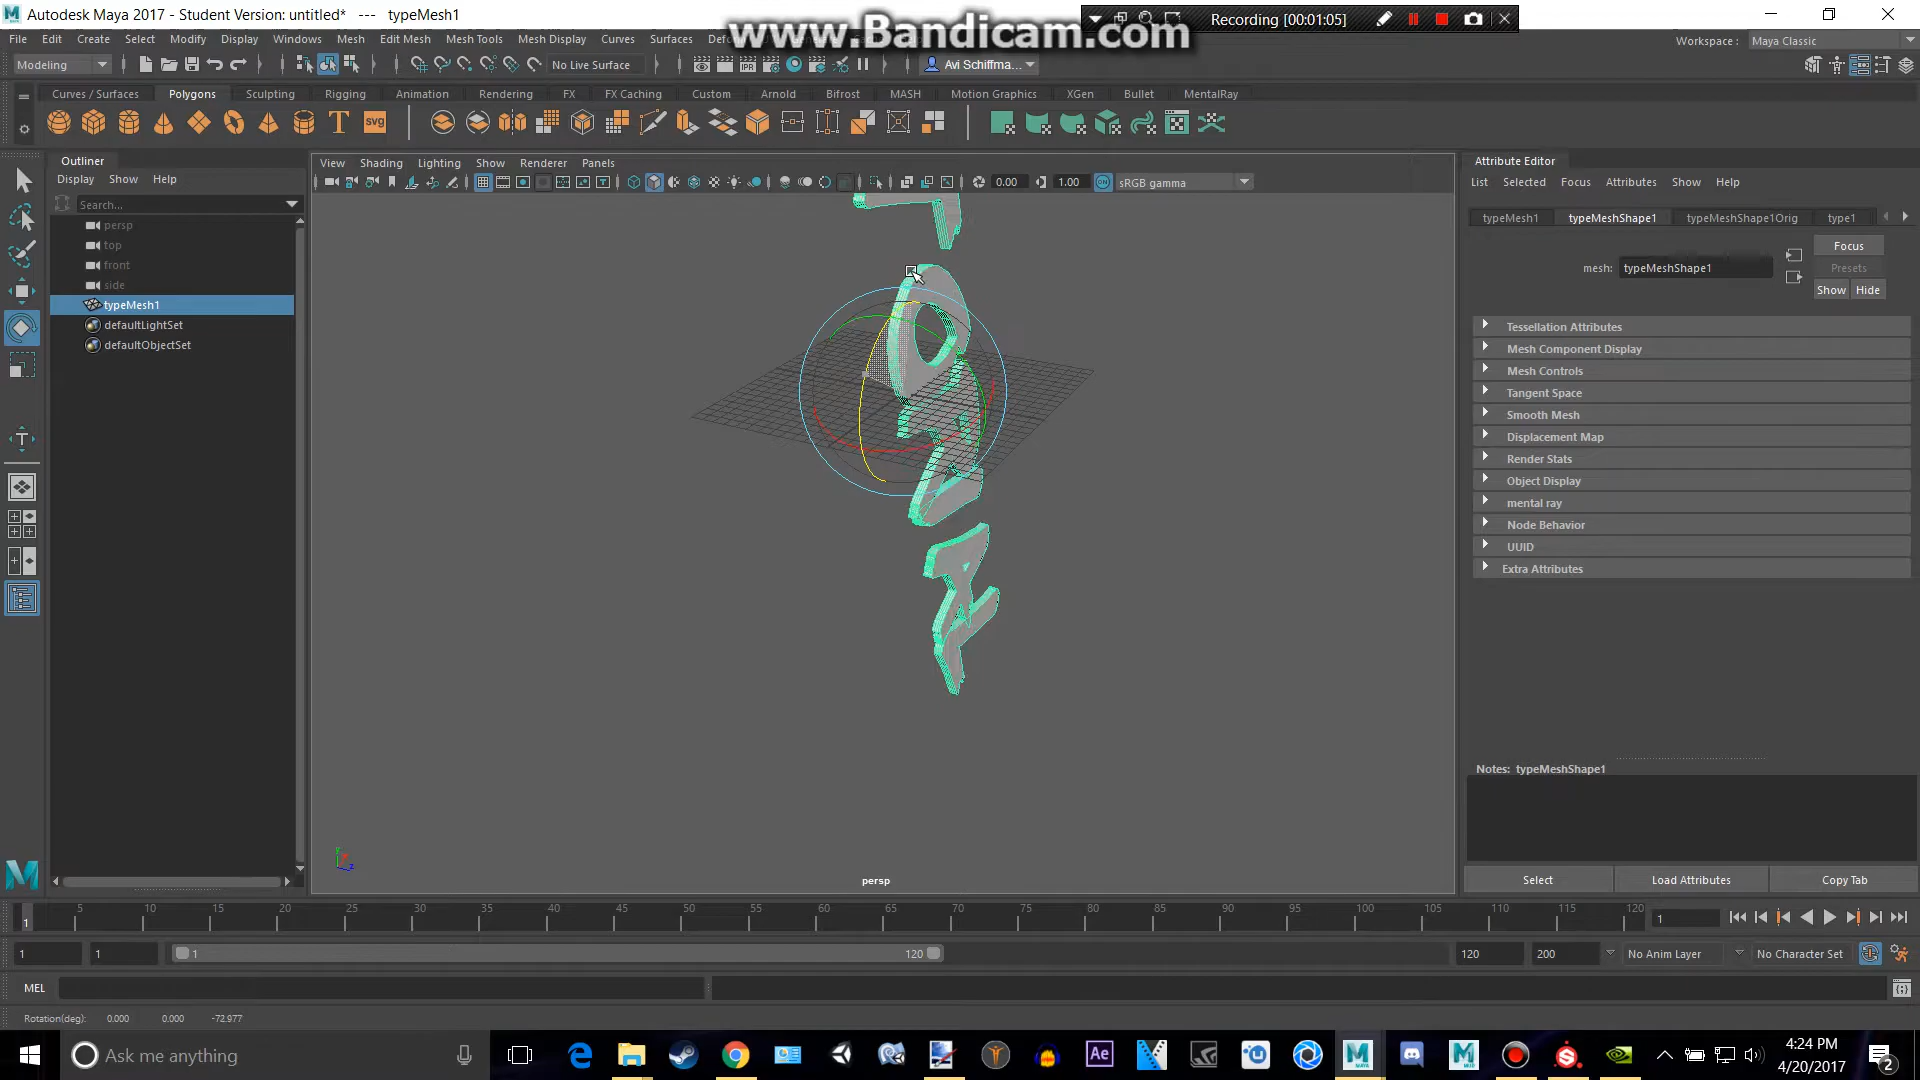 Autodesk Maya 2017 - Student Version: untitled* --- typeMesh1
www.Bandicam.com
Recording [00:01:05]
File Edit Create Select Modify Display Windows Mesh Edit Mesh Mesh Tools Mesh Display Curves Surfaces
Workspace : Maya Classic
Modeling
No Live Surface
Avi Schiffma...
Curves / Surfaces Polygons Sculpting Rigging Animation Rendering FX FX Caching Custom Arnold Bifrost MASH Motion Graphics XGen Bullet MentalRay
T svg
Outliner
Display Show Help
Search...
persp
top
front
side
typeMesh1
defaultLightSet
defaultObjectSet
View Shading Lighting Show Renderer Panels
0.00 1.00 ON sRGB gamma
persp
Attribute Editor
List Selected Focus Attributes Show Help
typeMesh1 typeMeshShape1 typeMeshShape1Orig type1
mesh: typeMeshShape1
Focus
Presets
Show Hide
Tessellation Attributes
Mesh Component Display
Mesh Controls
Tangent Space
Smooth Mesh
Displacement Map
Render Stats
Object Display
mental ray
Node Behavior
UUID
Extra Attributes
Notes: typeMeshShape1
Select Load Attributes Copy Tab
1 5 10 15 20 25 30 35 40 45 50 55 60 65 70 75 80 85 90 95 100 105 110 115 120 1
1 1 1 120 120 200 No Anim Layer No Character Set
MEL
Rotation(deg): 0.000 0.000 -72.977
Ask me anything
4:24 PM
4/20/2017
2